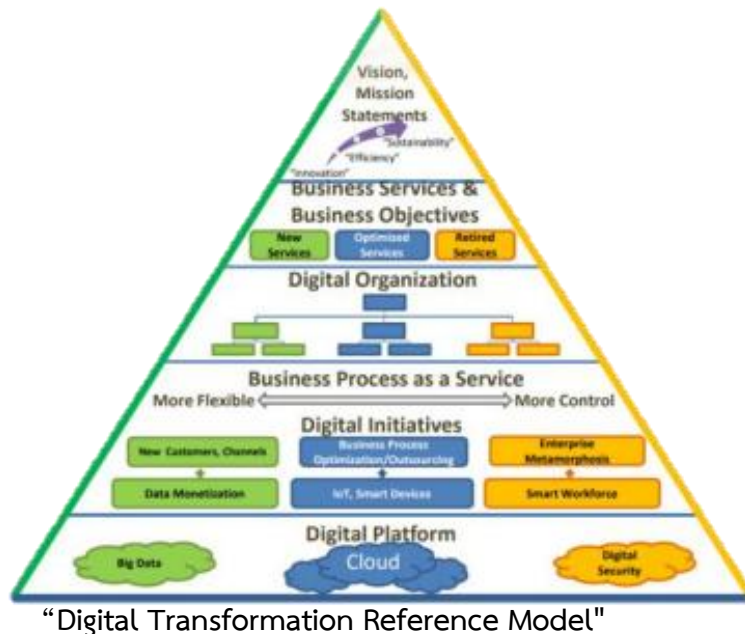 Vision,
Mission
Statements
"Sustainability"
"Efficiency"
"Innovation"
Business Services &
Business Objectives
New Services
Optimized Services
Retired Services
Digital Organization
Business Process as a Service
More Flexible
More Control
Digital Initiatives
New Customers, Channels
Business Process
Optimization/Outsourcing
Enterprise
Metamorphosis
Data Monetization
IoT, Smart Devices
Smart Workforce
Digital Platform
Big Data
Cloud
Digital
Security
“Digital Transformation Reference Model"